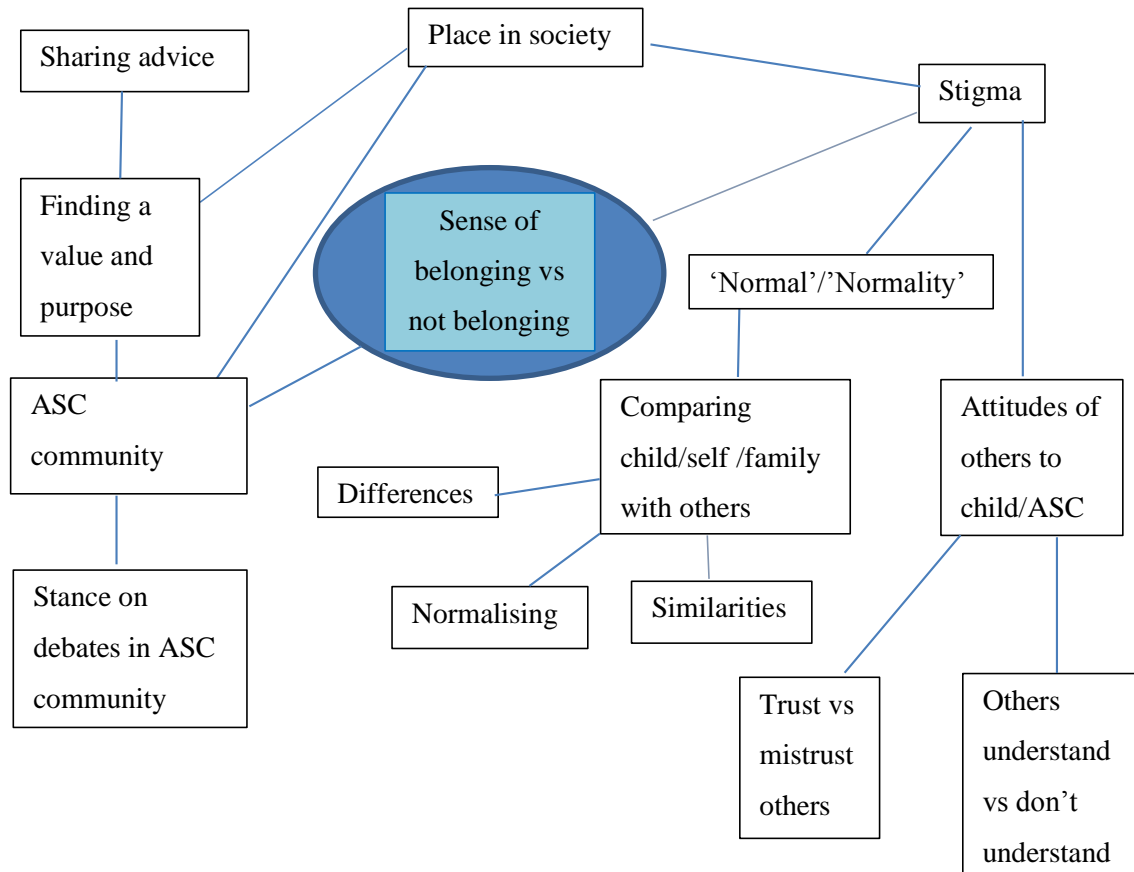 Place in society
Sharing advice
Stigma
Finding a
value and
purpose
Sense of
belonging vs
not belonging
‘Normal’/’Normality’
ASC
community
Comparing
child/self /family
with others
Attitudes of
others to
child/ASC
Differences
Normalising
Similarities
Stance on
debates in ASC
community
Trust vs
mistrust
others
Others
understand
vs don’t
understand